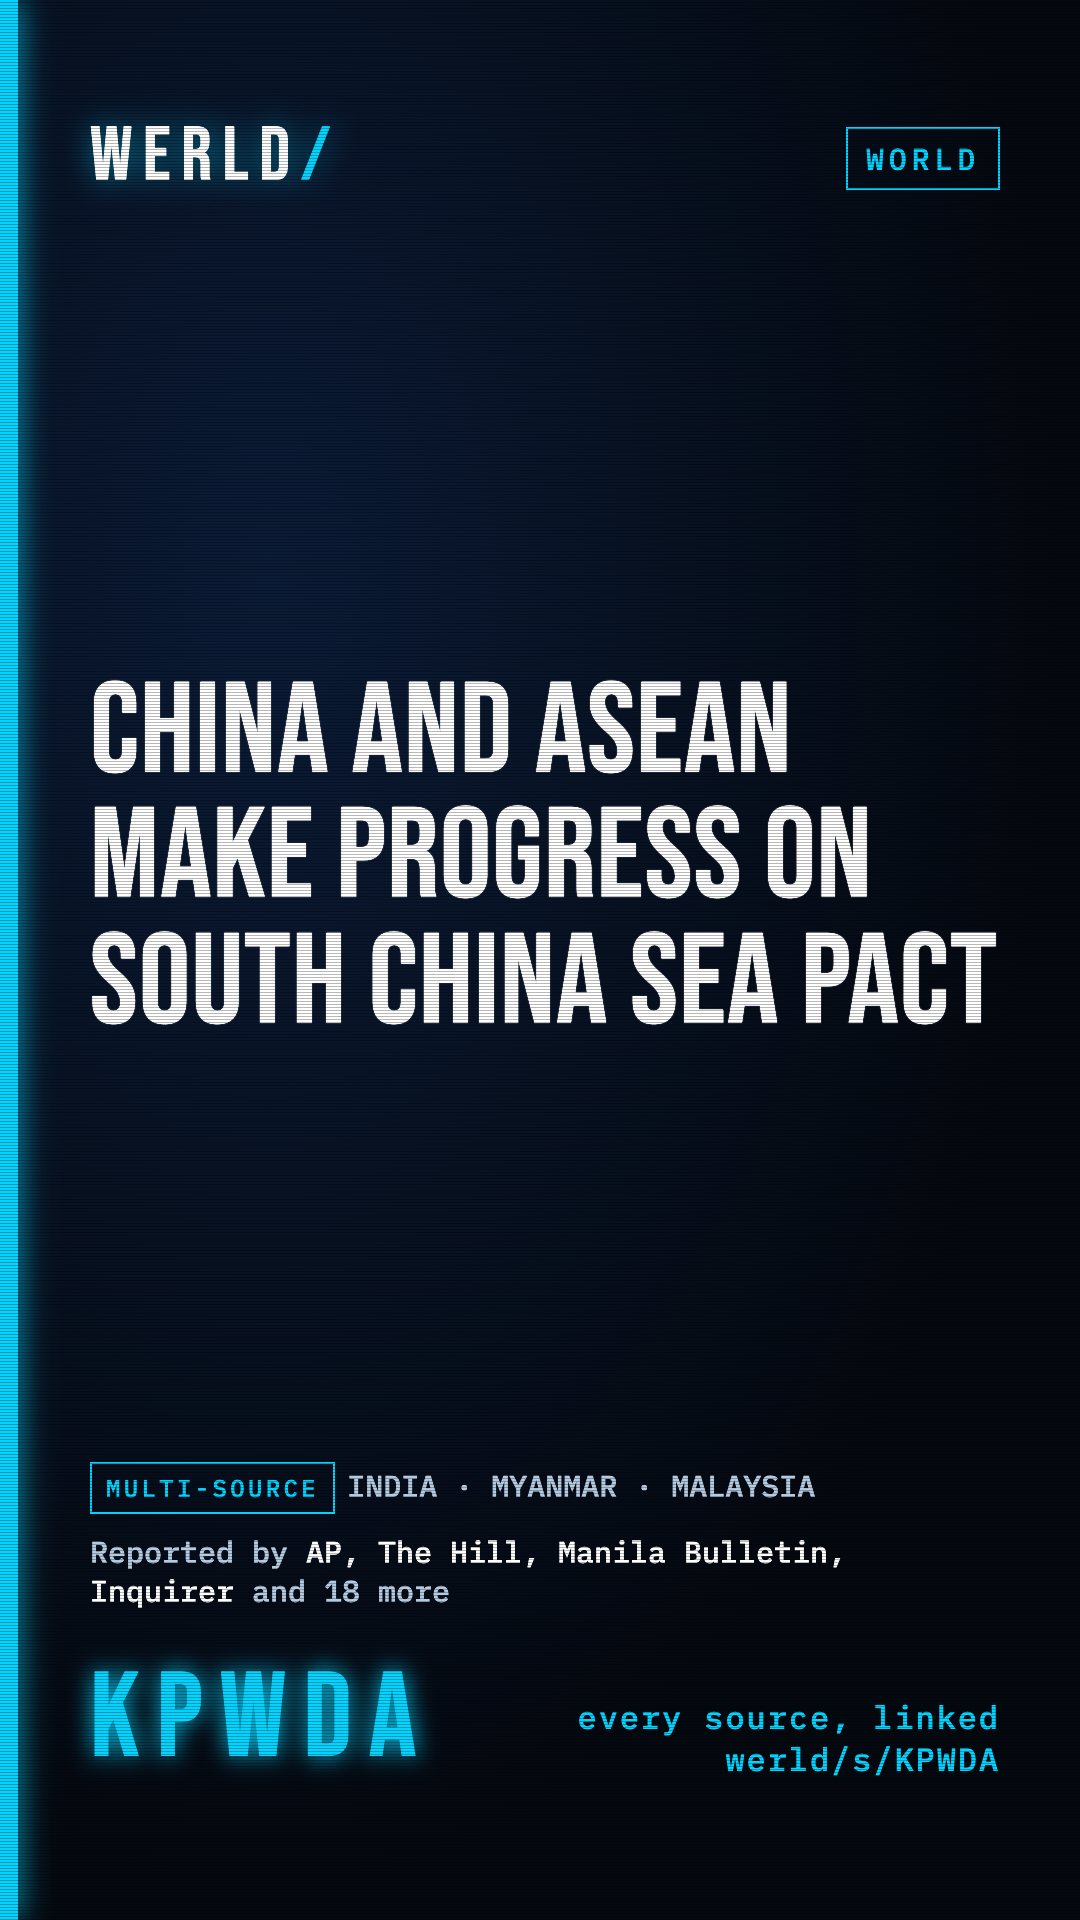 WERLD/
WORLD
CHINA AND ASEAN
MAKE PROGRESS ON
SOUTH CHINA SEA PACT
MULTI-SOURCE INDIA · MYANMAR · MALAYSIA
Reported by AP, The Hill, Manila Bulletin,
Inquirer and 18 more
KPWDA
every source, linked
werld/s/KPWDA